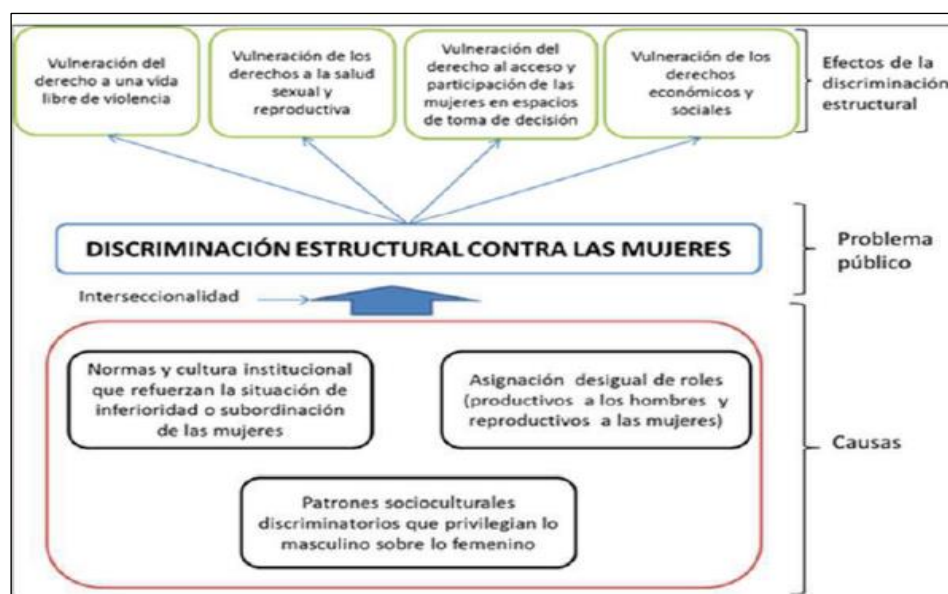 Vulneración del
derecho a una vida
libre de violencia
Vulneración de los
derechos a la salud
sexual y
reproductiva
Vulneración del
derecho al acceso y
participación de las
mujeres en espacios
de toma de decisión
Vulneración de los
derechos
económicos y
sociales
Efectos de la
discriminación
estructural
DISCRIMINACIÓN ESTRUCTURAL CONTRA LAS MUJERES
Problema
público
Interseccionalidad
Normas y cultura institucional
que refuerzan la situación de
inferioridad o subordinación
de las mujeres
Asignación desigual de roles
(productivos a los hombres y
reproductivos a las mujeres)
Patrones socioculturales
discriminatorios que privilegian lo
masculino sobre lo femenino
Causas